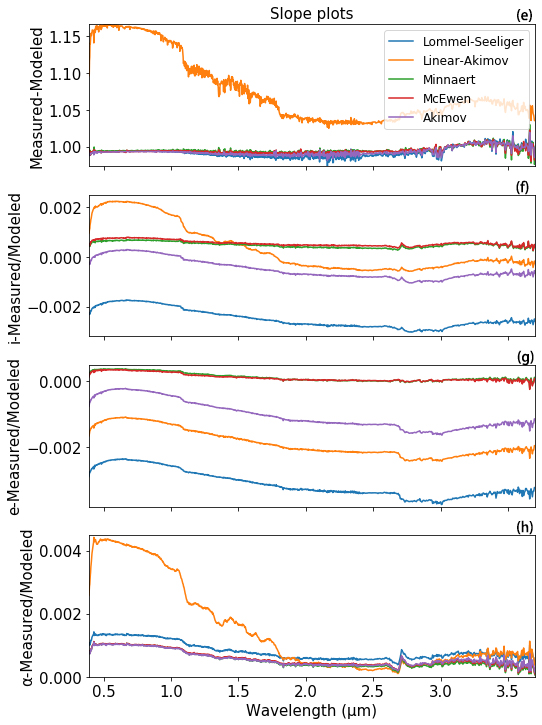 Slope plots
(e)
Measured-Modeled
1.15
1.10
1.05
1.00
Lommel-Seeliger
Linear-Akimov
Minnaert
McEwen
Akimov
(f)
i-Measured/Modeled
0.002
0.000
−0.002
(g)
e-Measured/Modeled
0.000
−0.002
(h)
α-Measured/Modeled
0.004
0.002
0.000
0.5
1.0
1.5
2.0
2.5
3.0
3.5
Wavelength (μm)